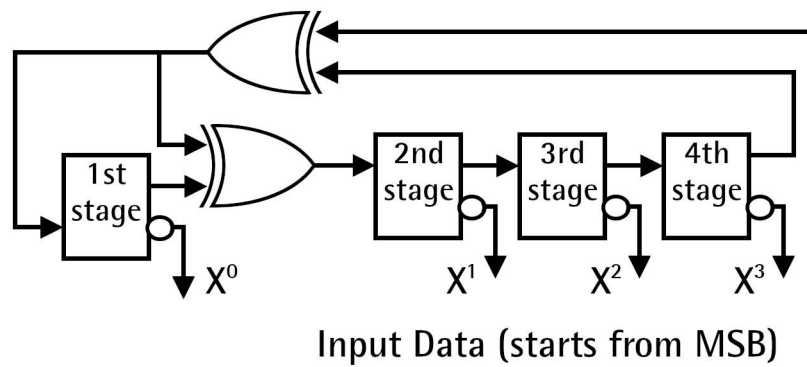 1st
stage
2nd
stage
3rd
stage
4th
stage
X⁰
X¹
X²
X³
Input Data (starts from MSB)